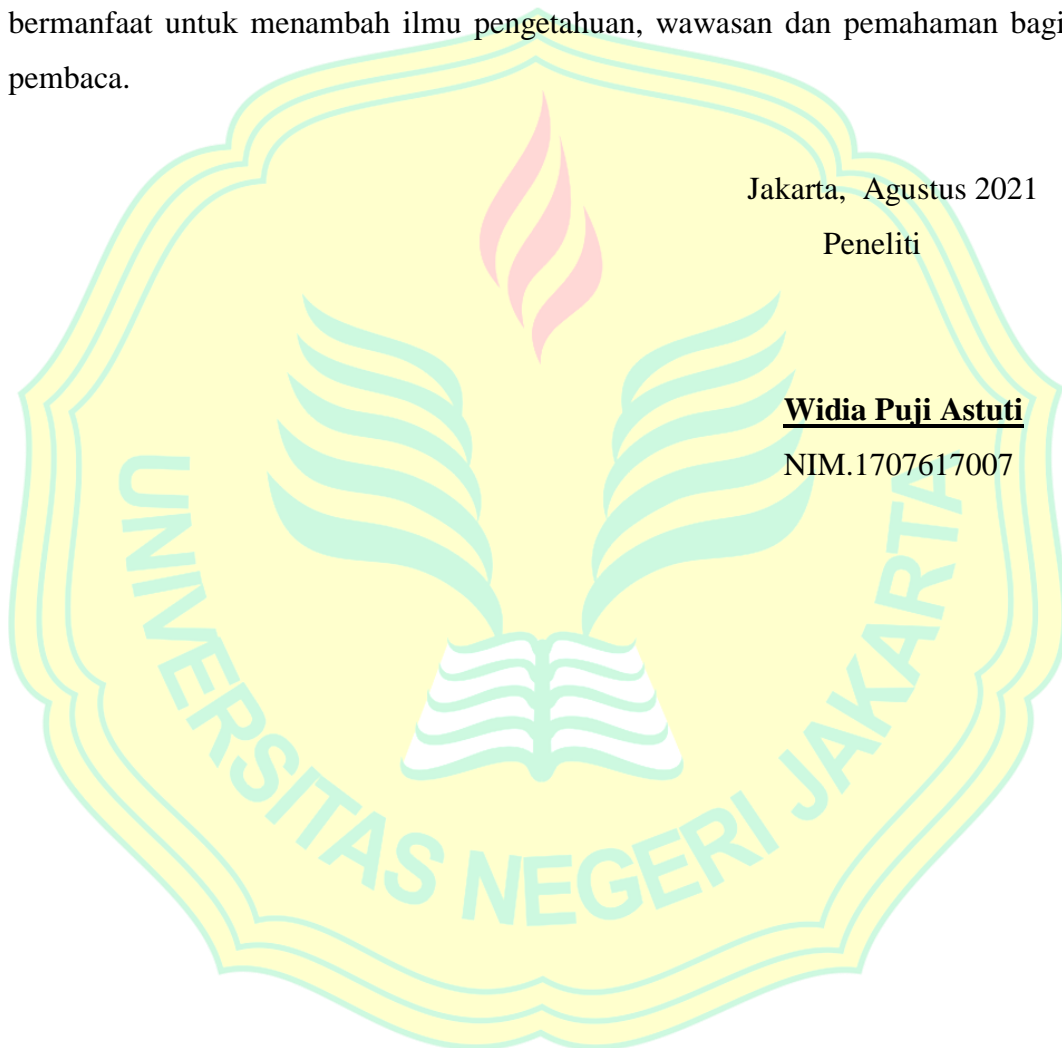 bermanfaat untuk menambah ilmu pengetahuan, wawasan dan pemahaman bagi
pembaca.
Jakarta, Agustus 2021
Peneliti
Widia Puji Astuti
NIM.1707617007
UNIVERSITAS NEGERI JAKARTA